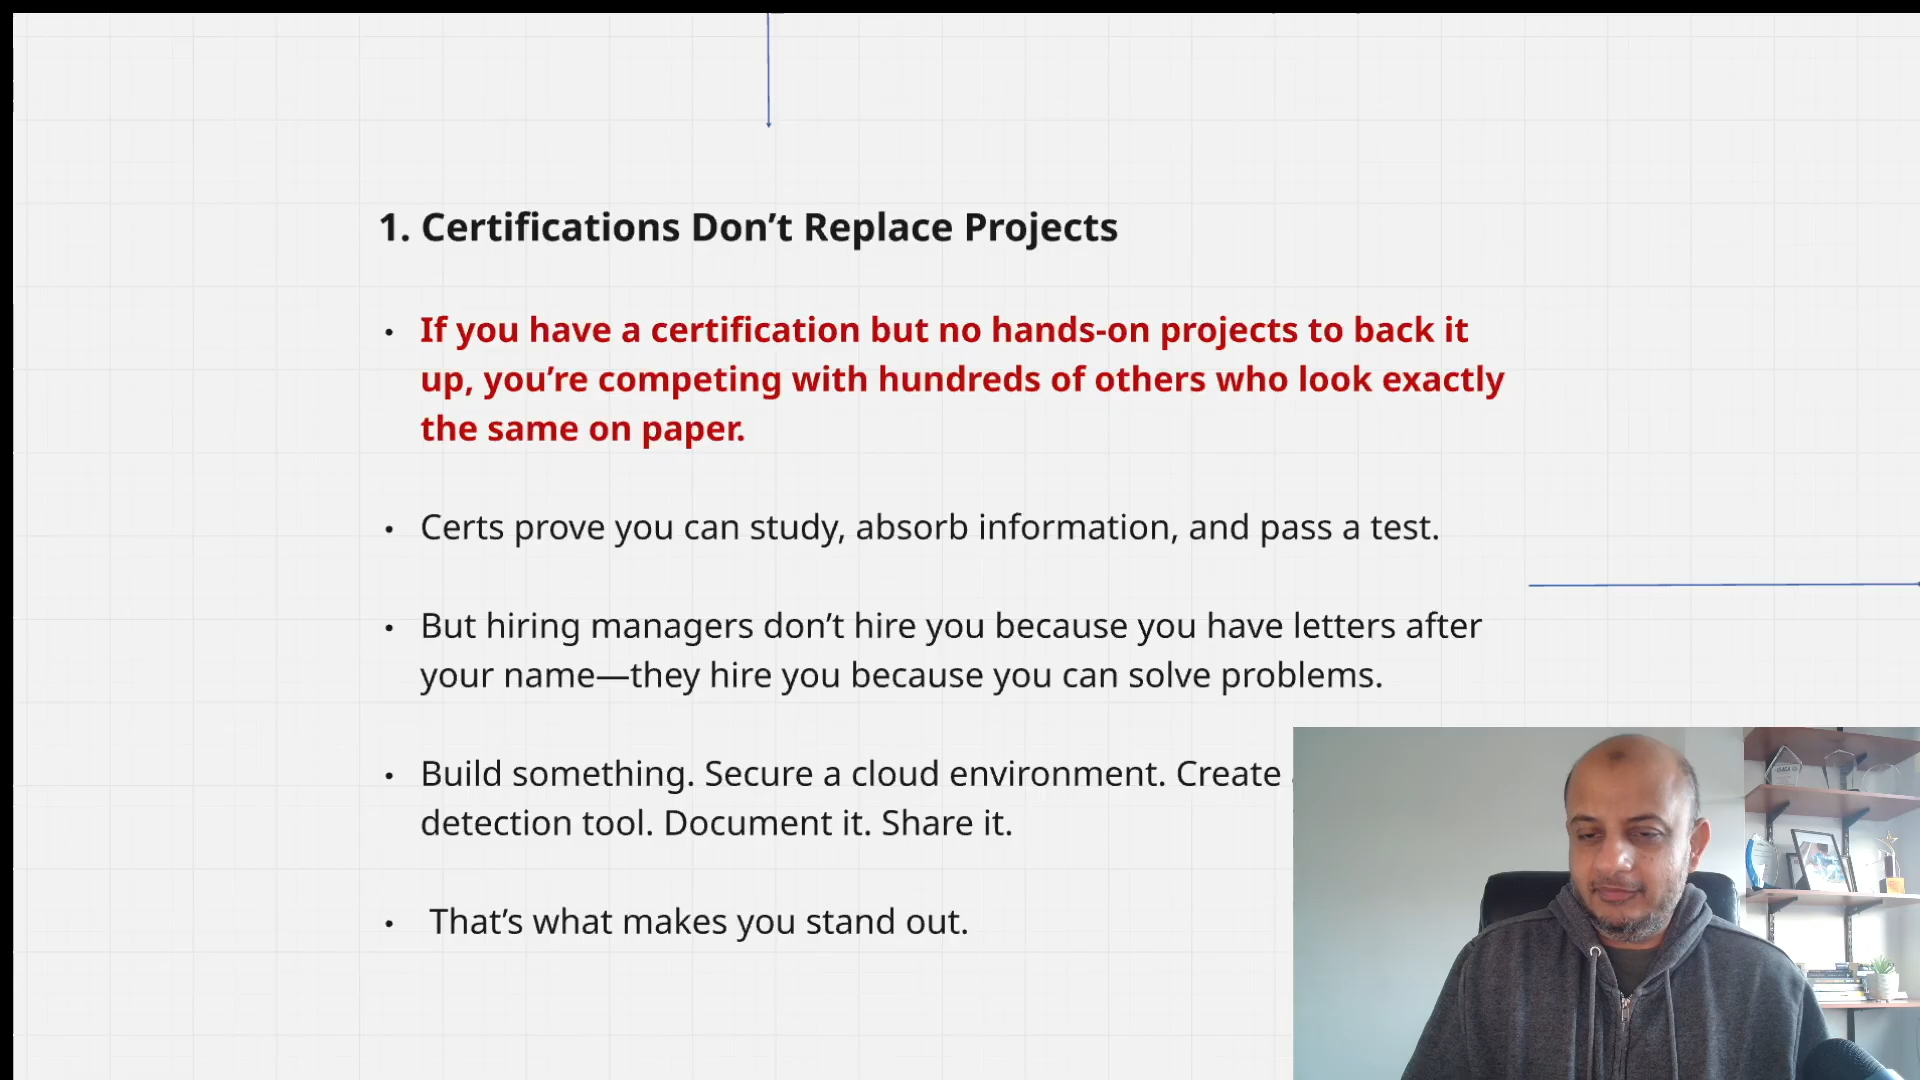 1. Certifications Don’t Replace Projects
• If you have a certification but no hands-on projects to back it
up, you’re competing with hundreds of others who look exactly
the same on paper.
• Certs prove you can study, absorb information, and pass a test.
• But hiring managers don’t hire you because you have letters after
your name—they hire you because you can solve problems.
• Build something. Secure a cloud environment. Create
detection tool. Document it. Share it.
• That’s what makes you stand out.